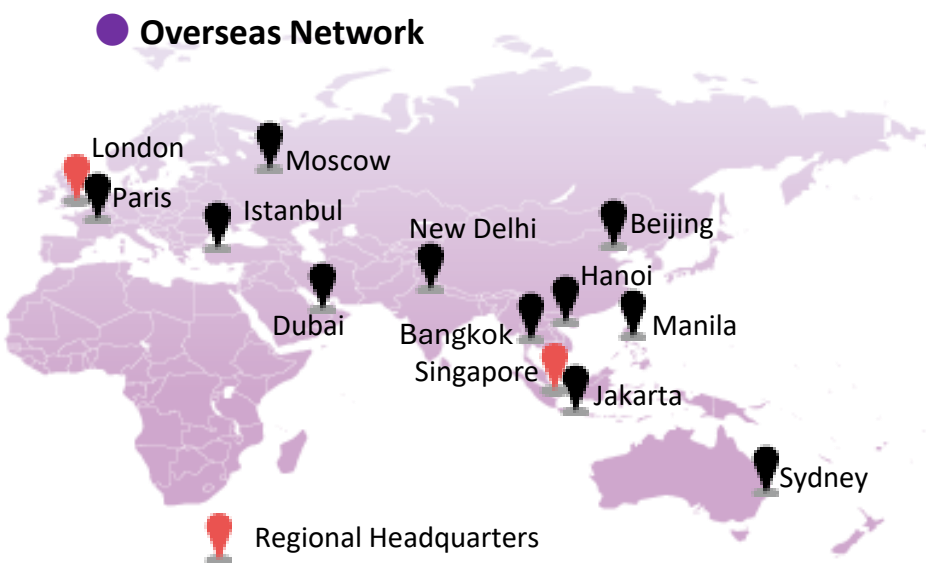 Overseas Network
London
Moscow
Paris
Istanbul
New Delhi
Beijing
Hanoi
Dubai
Bangkok
Manila
Singapore
Jakarta
Sydney
Regional Headquarters